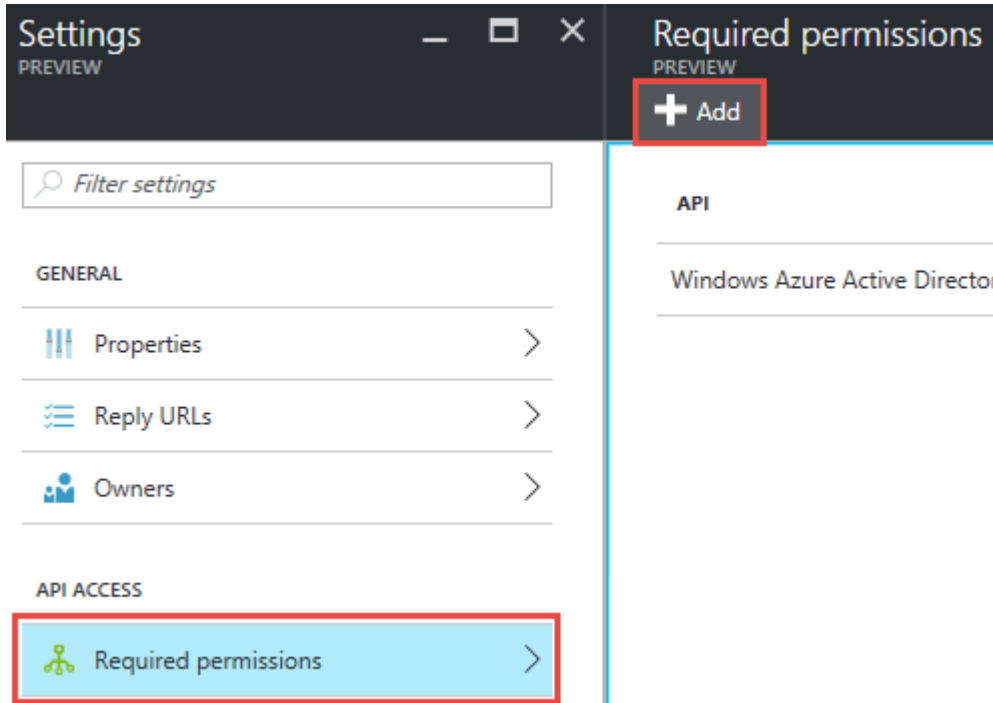 Settings
PREVIEW
Filter settings
GENERAL
Properties
Reply URLs
Owners
API ACCESS
Required permissions
Required permissions
PREVIEW
Add
API
Windows Azure Active Director